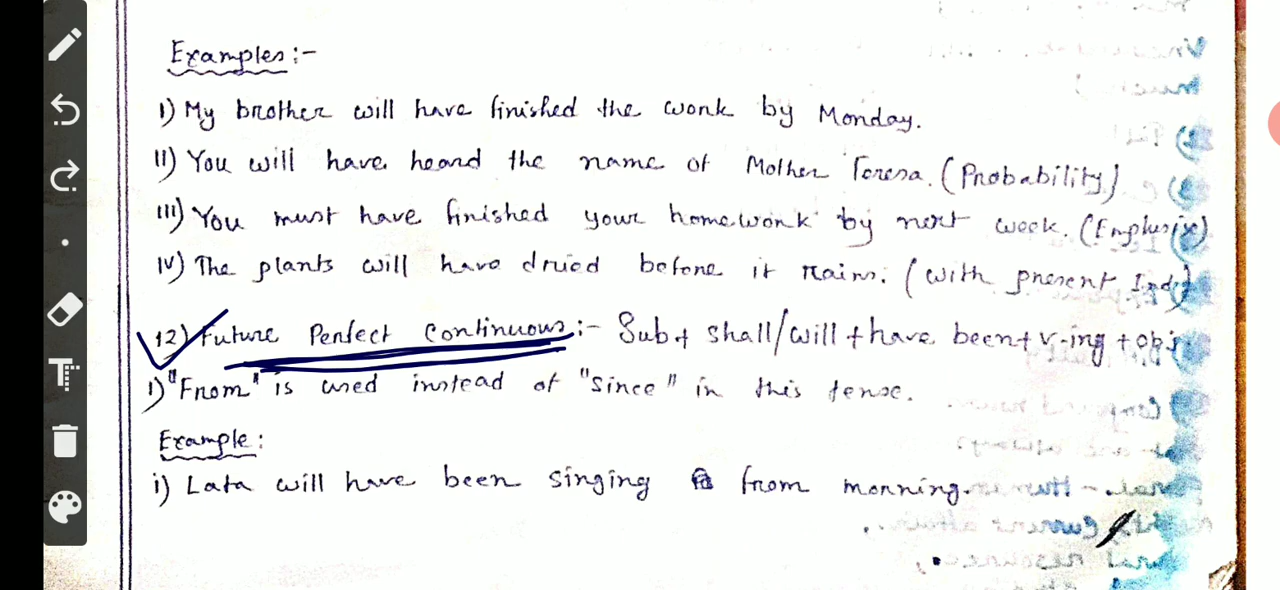 Examples:-
I) My brother will have finished the work by Monday.
II) You will have heard the name of Mother Teresa. (Probability)
III) You must have finished your homework by next week. (Emphasix)
IV) The plants will have dried before it rains. (with present Ind)
12) Future Perfect Continuous:- Sub + shall/will + have been + v-ing + obj.
1) "From" is used instead of "Since" in this tense.
Example:
i) Lata will have been singing from morning.